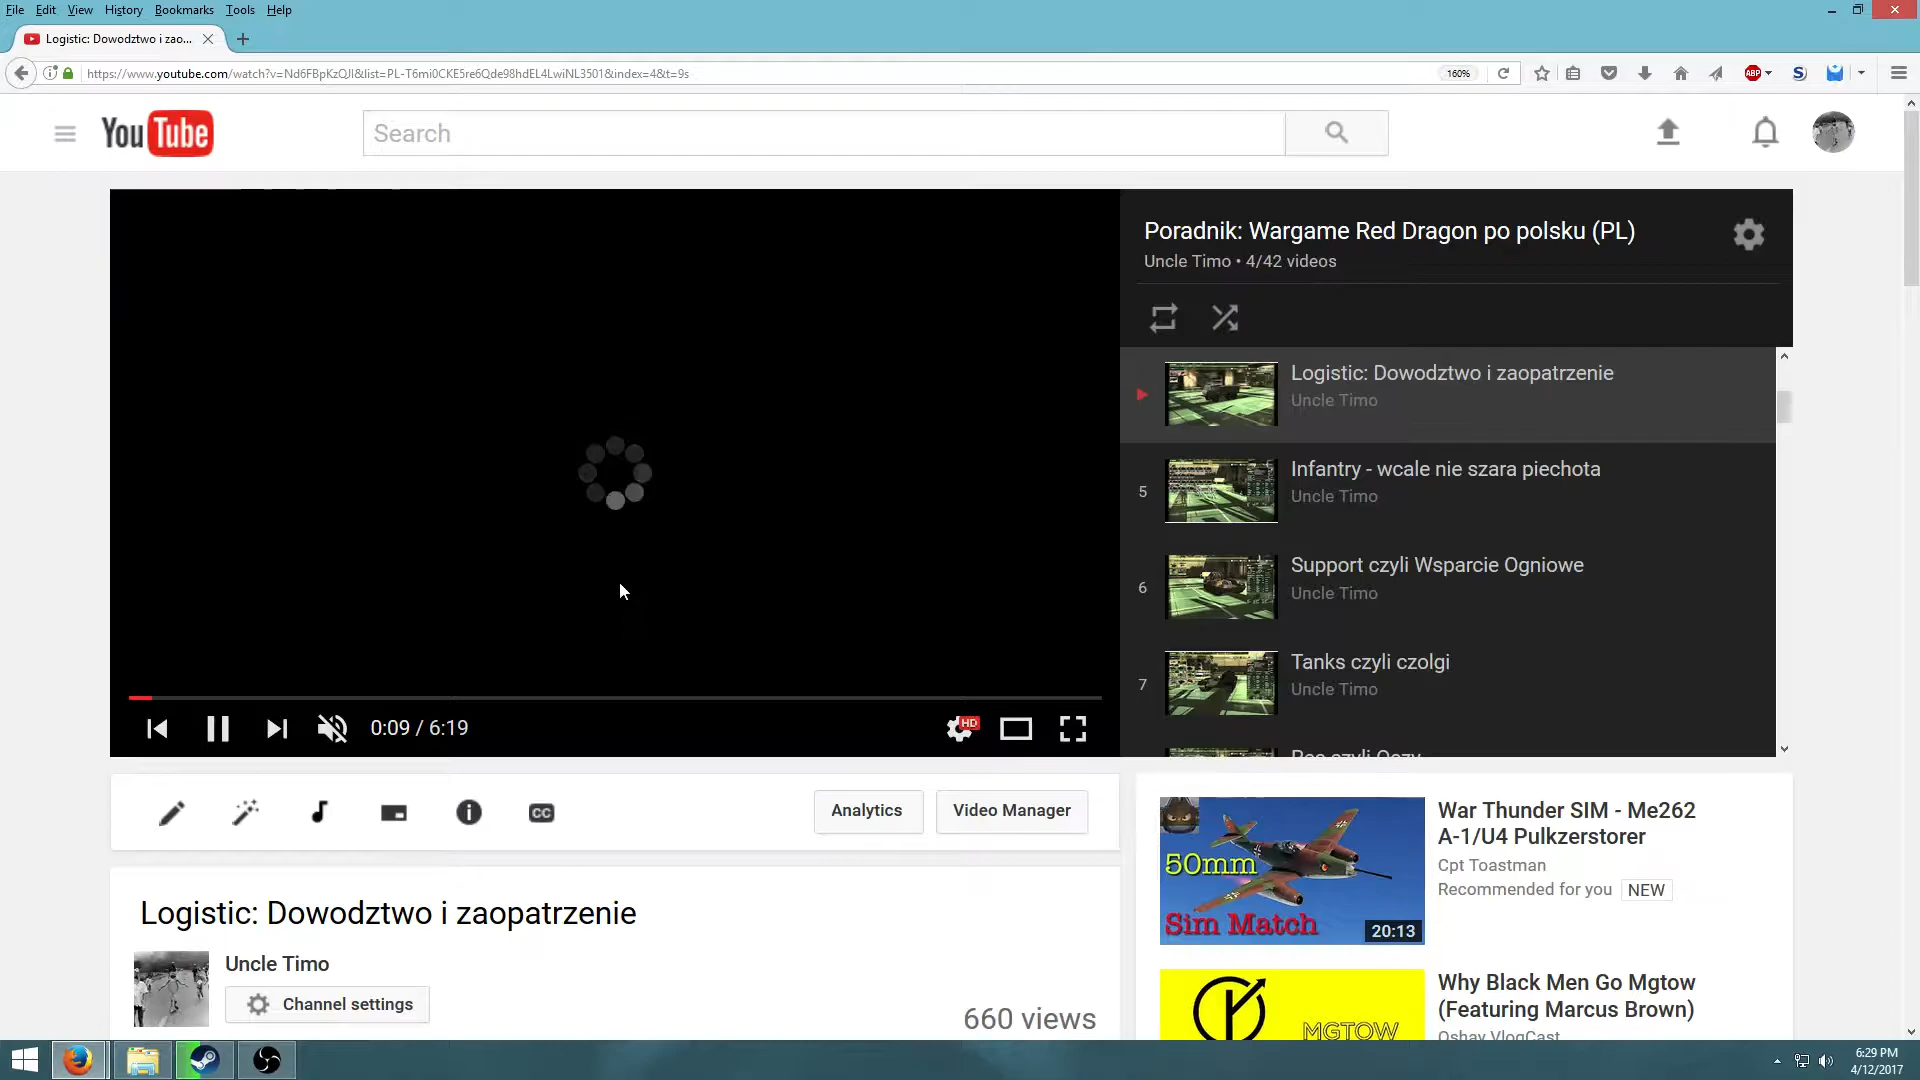 File Edit View History Bookmarks Tools Help
Logistic: Dowodztwo i zao...
https://www.youtube.com/watch?v=Nd6FBpKzQJI&list=PL-T6mi0CKE5re6Qde98hdEL4LwiNL3501&index=4&t=9s
160%
ABP
S
YouTube
Search
Poradnik: Wargame Red Dragon po polsku (PL)
Uncle Timo • 4/42 videos
Logistic: Dowodztwo i zaopatrzenie
Uncle Timo
5
Infantry - wcale nie szara piechota
Uncle Timo
6
Support czyli Wsparcie Ogniowe
Uncle Timo
7
Tanks czyli czolgi
Uncle Timo
0:09 / 6:19
HD
CC
Analytics
Video Manager
Logistic: Dowodztwo i zaopatrzenie
Uncle Timo
Channel settings
660 views
50mm
Sim Match
20:13
War Thunder SIM - Me262
A-1/U4 Pulkzerstorer
Cpt Toastman
Recommended for you NEW
MGTOW
Why Black Men Go Mgtow
(Featuring Marcus Brown)
Oshay VlogCast
6:29 PM
4/12/2017